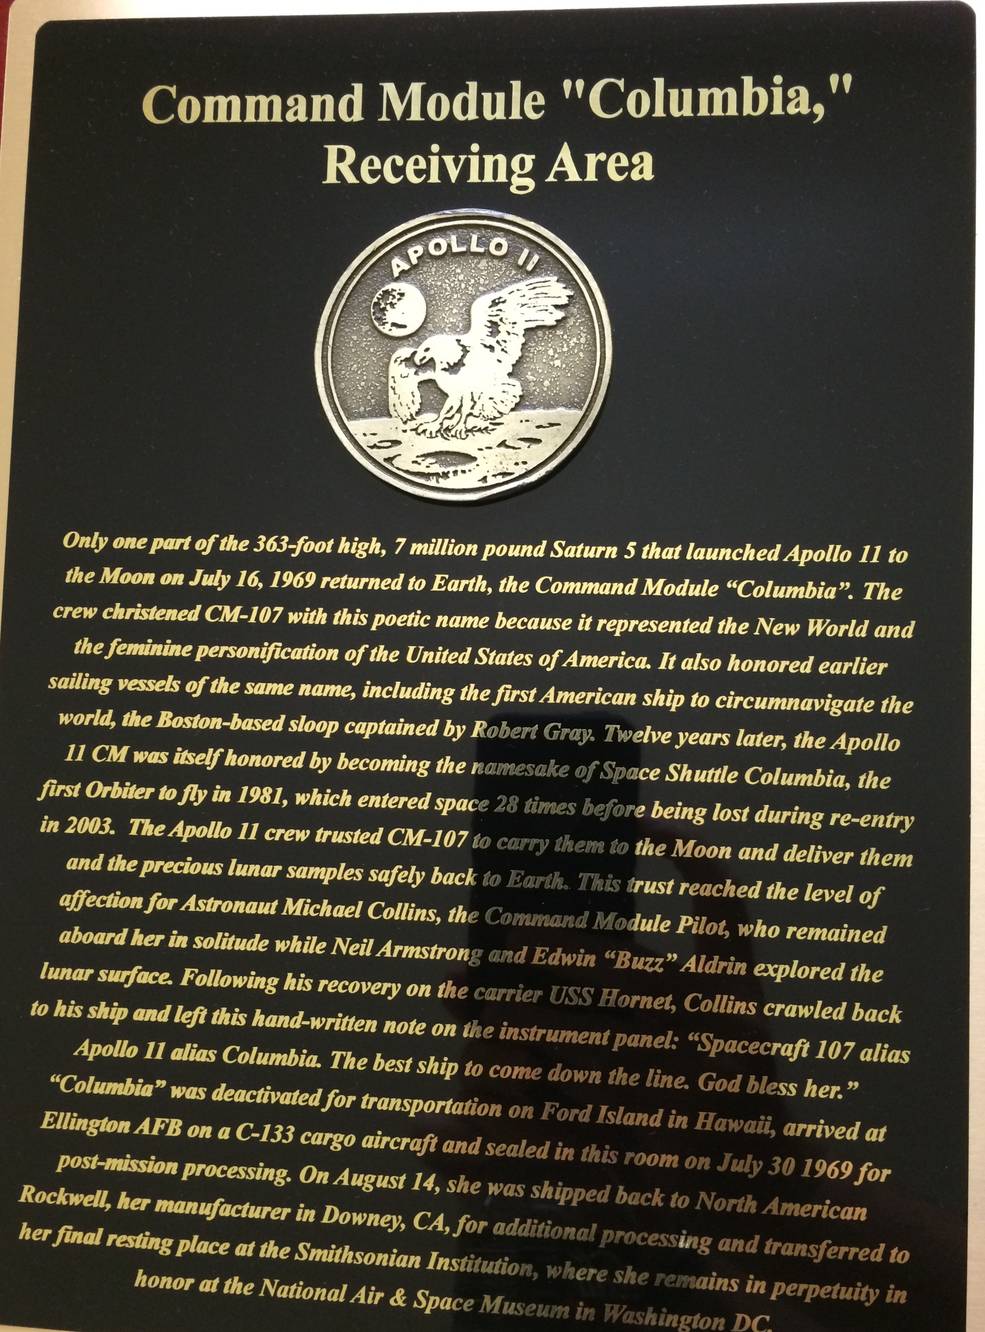 Command Module "Columbia,"
Receiving Area
APOLLO 11
Only one part of the 363-foot high, 7 million pound Saturn 5 that launched Apollo 11 to
the Moon on July 16, 1969 returned to Earth, the Command Module “Columbia”. The
crew christened CM-107 with this poetic name because it represented the New World and
the feminine personification of the United States of America. It also honored earlier
sailing vessels of the same name, including the first American ship to circumnavigate the
world, the Boston-based sloop captained by Robert Gray. Twelve years later, the Apollo
11 CM was itself honored by becoming the namesake of Space Shuttle Columbia, the
first Orbiter to fly in 1981, which entered space 28 times before being lost during re-entry
in 2003. The Apollo 11 crew trusted CM-107 to carry them to the Moon and deliver them
and the precious lunar samples safely back to Earth. This trust reached the level of
affection for Astronaut Michael Collins, the Command Module Pilot, who remained
aboard her in solitude while Neil Armstrong and Edwin “Buzz” Aldrin explored the
lunar surface. Following his recovery on the carrier USS Hornet, Collins crawled back
to his ship and left this hand-written note on the instrument panel: “Spacecraft 107 alias
Apollo 11 alias Columbia. The best ship to come down the line. God bless her.”
“Columbia” was deactivated for transportation on Ford Island in Hawaii, arrived at
Ellington AFB on a C-133 cargo aircraft and sealed in this room on July 30 1969 for
post-mission processing. On August 14, she was shipped back to North American
Rockwell, her manufacturer in Downey, CA, for additional processing and transferred to
her final resting place at the Smithsonian Institution, where she remains in perpetuity in
honor at the National Air & Space Museum in Washington DC.